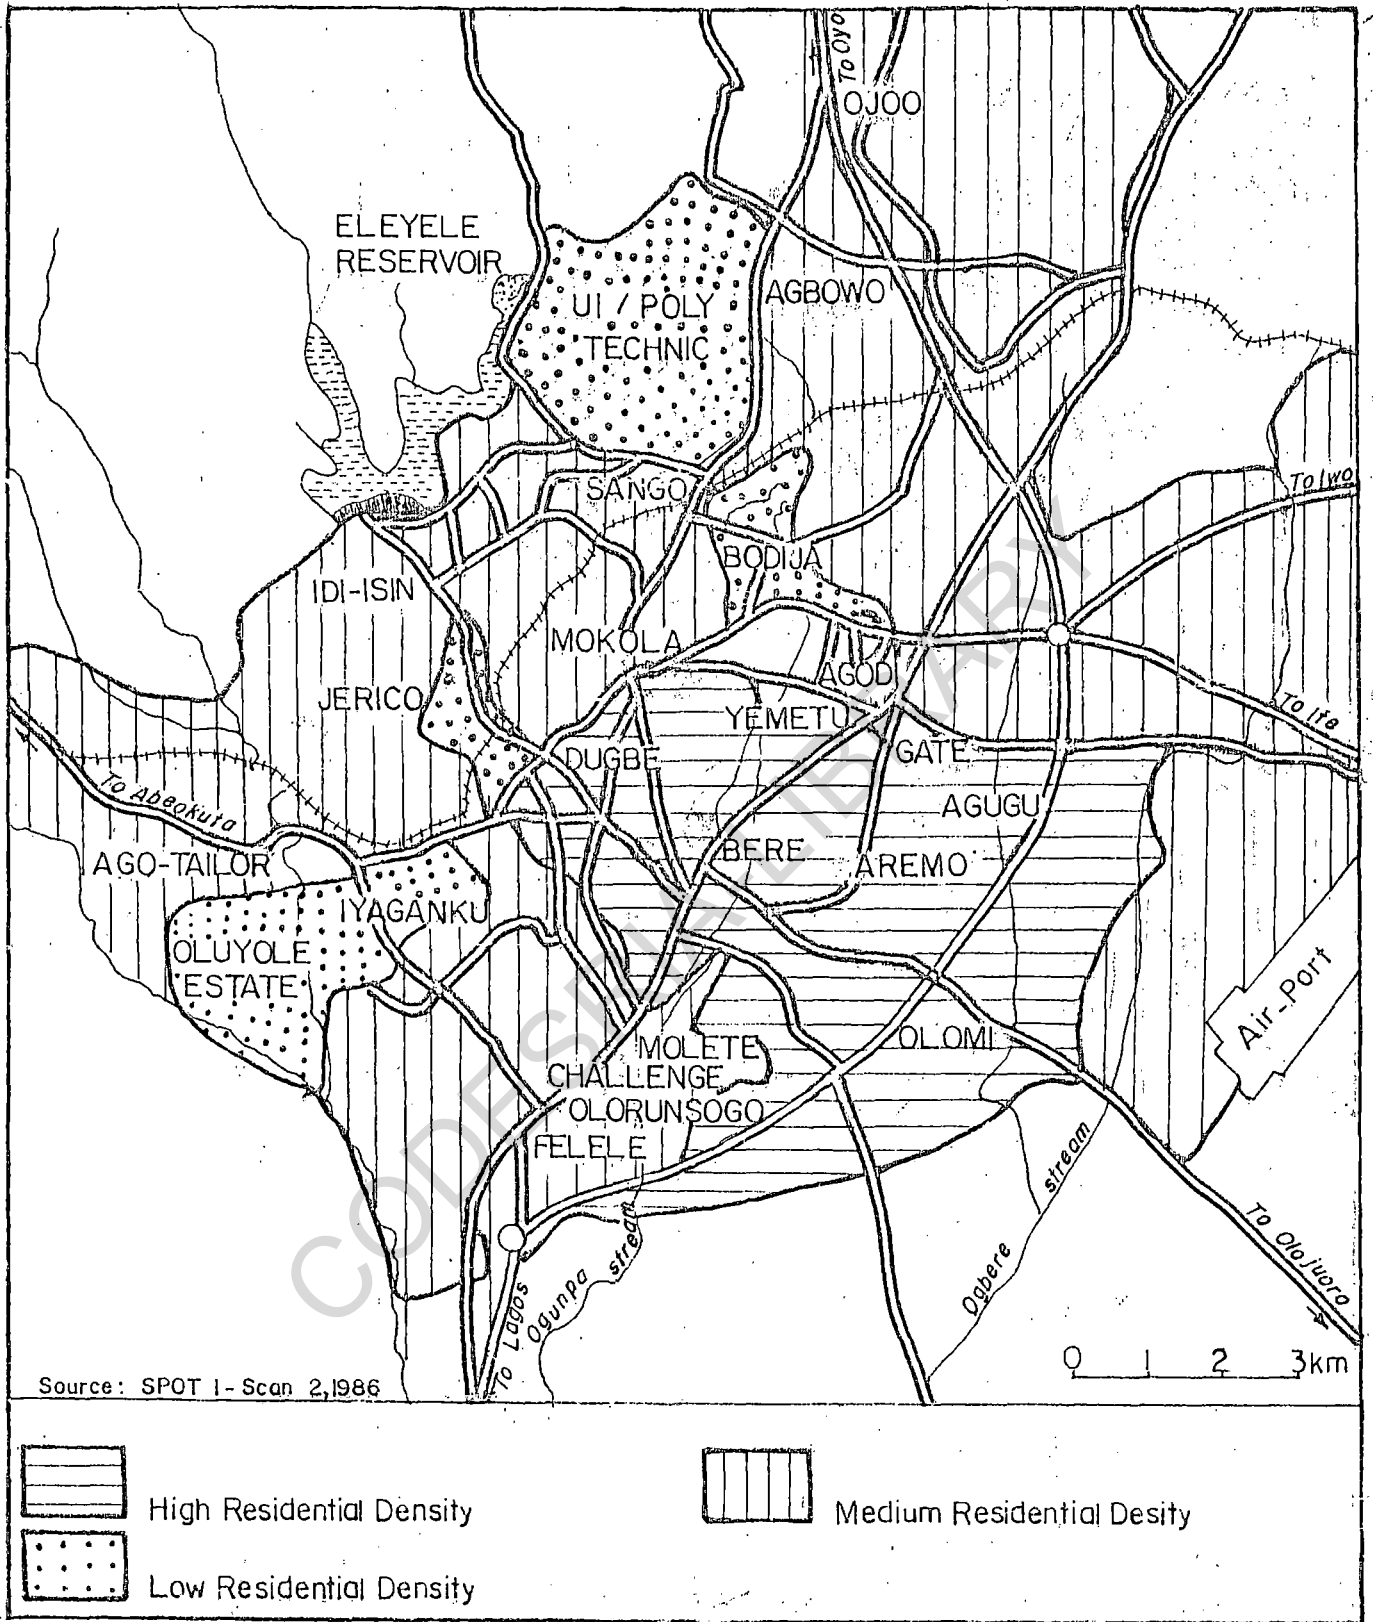 To Oyo
OJOO
ELEYELE
RESERVOIR
UI / POLY
TECHNIC
AGBOWO
SANGO
To Iwo
BODIJA
IDI-ISIN
MOKOLA
AGODI
JERICO
YEMETU
To Ife
DUGBE
GATE
To Abeokuta
AGUGU
BERE
AREMO
AGO-TAILOR
IYAGANKU
OLUYOLE
ESTATE
Air-Port
OLOMI
MOLETE
CHALLENGE
OLORUNSOGO
FELELE
Ogunpa stream
Ogbere stream
To Olojuoro
To Lagos
0 1 2 3km
Source: SPOT 1-Scan 2,1986
CODESRIA-LIBRARY
High Residential Density
Medium Residential Desity
Low Residential Density